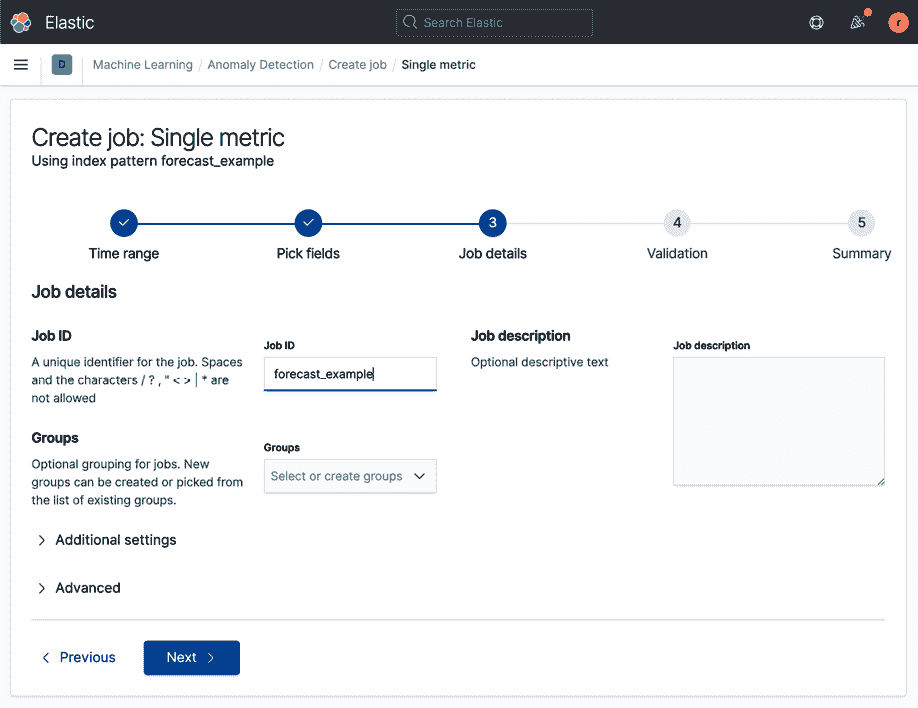 Elastic
Search Elastic
r
D
Machine Learning / Anomaly Detection / Create job / Single metric
Create job: Single metric
Using index pattern forecast_example
3
4
5
Time range
Pick fields
Job details
Validation
Summary
Job details
Job ID
A unique identifier for the job. Spaces
and the characters / ? , " < > | * are
not allowed
Job ID
forecast_example
Job description
Optional descriptive text
Job description
Groups
Optional grouping for jobs. New
groups can be created or picked from
the list of existing groups.
Groups
Select or create groups
Additional settings
Advanced
Previous
Next